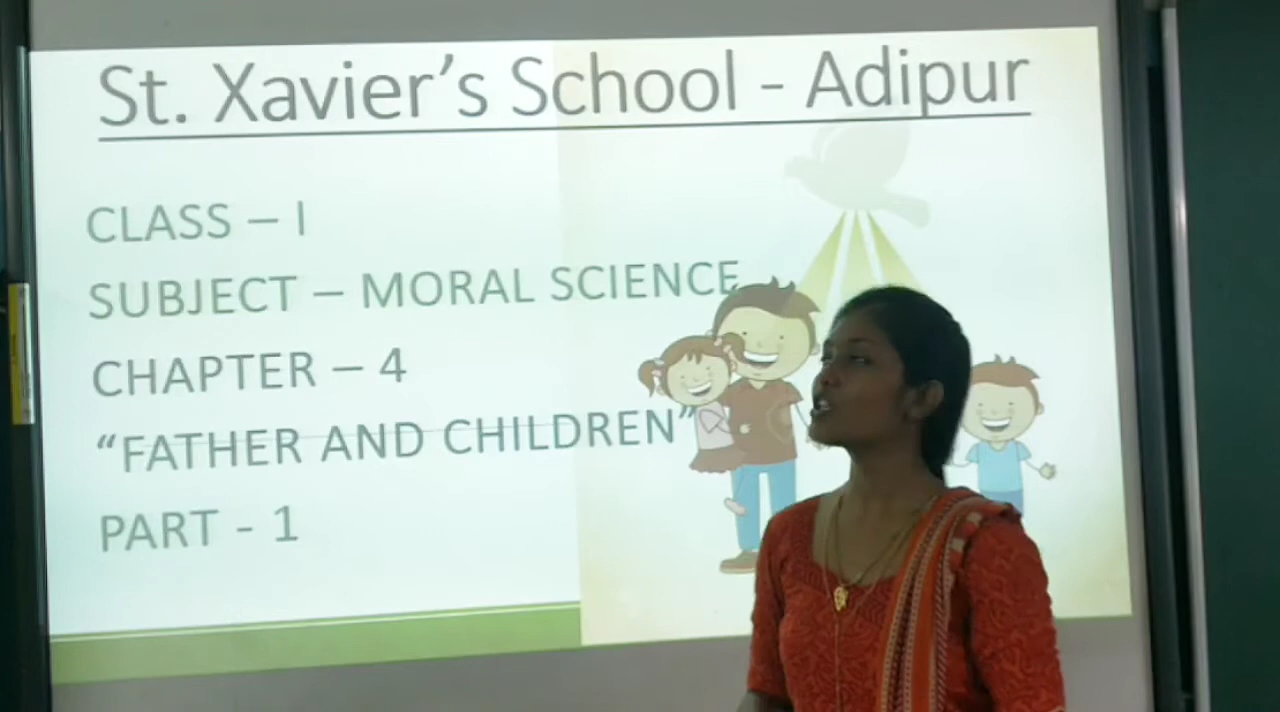 St. Xavier's School - Adipur
CLASS – I
SUBJECT – MORAL SCIENCE
CHAPTER – 4
“FATHER AND CHILDREN”
PART - 1